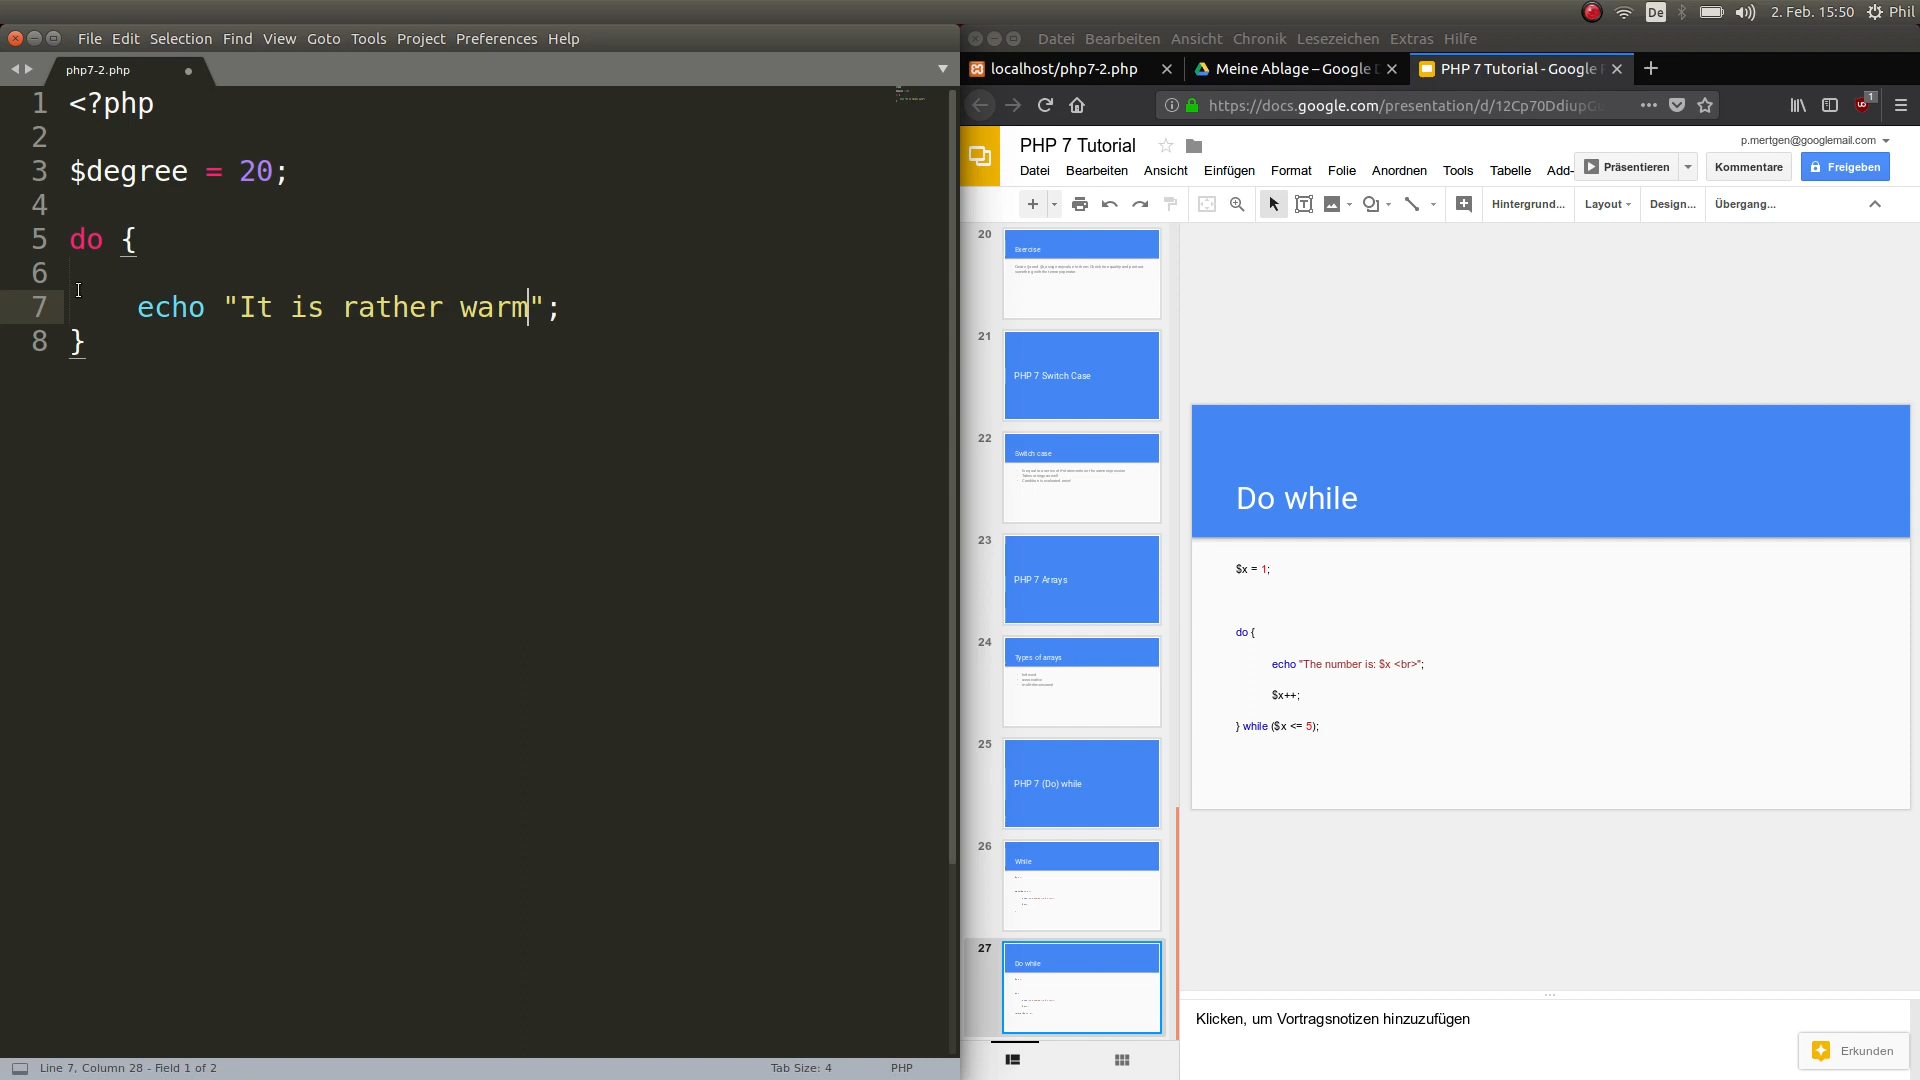 De
2. Feb. 15:50
Phil
File Edit Selection Find View Goto Tools Project Preferences Help
Datei Bearbeiten Ansicht Chronik Lesezeichen Extras Hilfe
php7-2.php
localhost/php7-2.php
Meine Ablage – Google D
PHP 7 Tutorial - Google P
https://docs.google.com/presentation/d/12Cp70DdiupG
1
1 <?php
2
3 $degree = 20;
4
5 do {
6
7 echo "It is rather warm";
8 }
PHP 7 Tutorial
p.mertgen@googlemail.com
Datei Bearbeiten Ansicht Einfügen Format Folie Anordnen Tools Tabelle Add-
Präsentieren
Kommentare
Freigeben
Hintergrund... Layout Design... Übergang...
20
Exercise
21
PHP 7 Switch Case
22
Switch case
23
PHP 7 Arrays
24
Types of arrays
25
PHP 7 (Do) while
26
While
27
Do while
Do while
$x = 1;
do {
echo "The number is: $x <br>";
$x++;
} while ($x <= 5);
Klicken, um Vortragsnotizen hinzuzufügen
Erkunden
Line 7, Column 28 - Field 1 of 2
Tab Size: 4
PHP